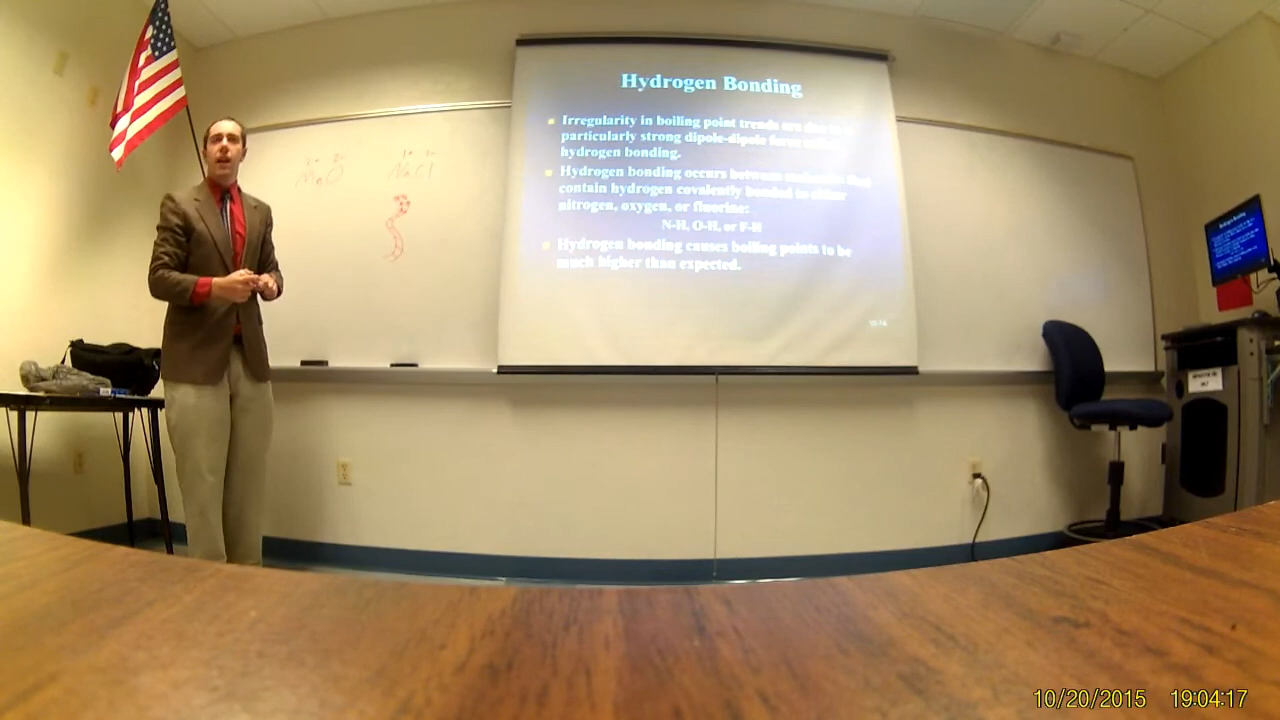 Hydrogen Bonding
Irregularity in boiling point trends are due to a
particularly strong dipole-dipole force
hydrogen bonding.
Hydrogen bonding occurs between that
contain hydrogen covalently bonded to either
nitrogen, oxygen, or fluorine:
N-H, O-H, or F-H
Hydrogen bonding causes boiling points to be
much higher than expected.
NaCl
Hydrogen Bonding
10/20/2015 19:04:17